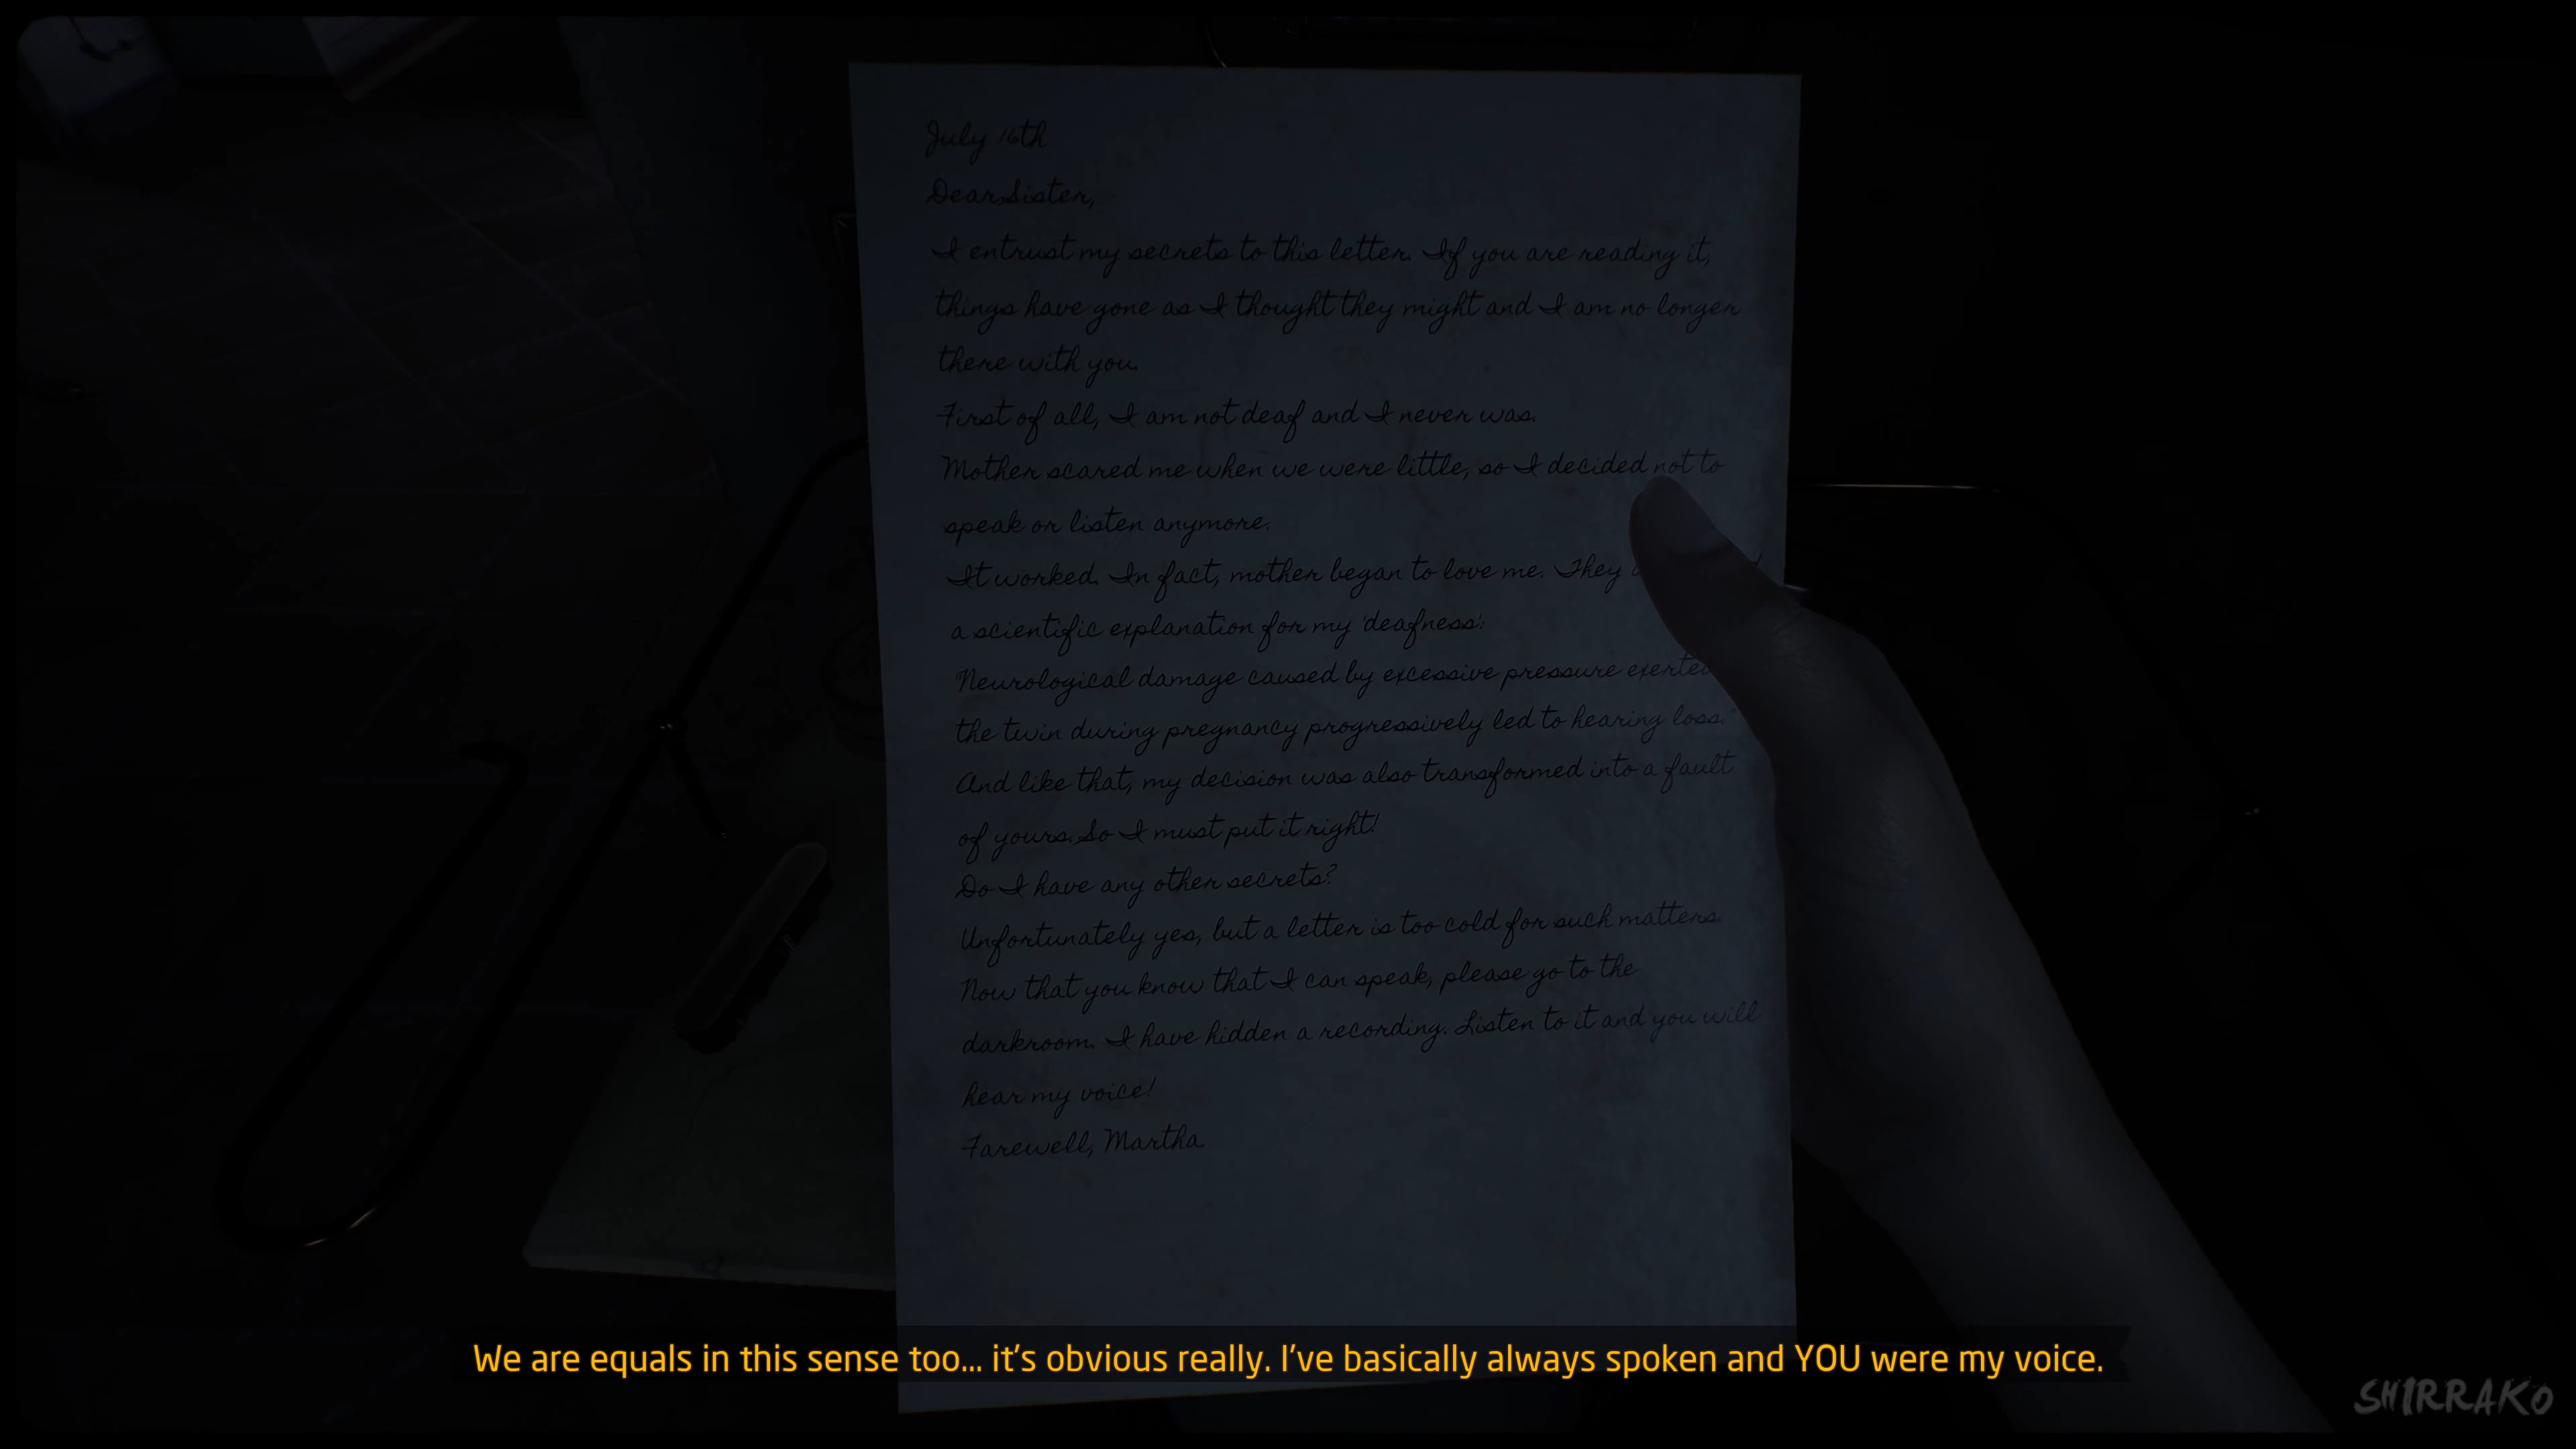 July 16th
Dear Sister,
I entrust my secrets to this letter. If you are reading it,
things have gone as I thought they might and I am no longer
there with you.
First of all, I am not deaf and I never was.
Mother scared me when we were little, so I decided not to
speak or listen anymore.
It worked. In fact, mother began to love me. They
a scientific explanation for my 'deafness':
"Neurological damage caused by excessive pressure exerted
the twin during pregnancy progressively led to hearing loss."
And like that, my decision was also transformed into a fault
of yours. So I must put it right!
Do I have any other secrets?
Unfortunately yes, but a letter is too cold for such matters.
Now that you know that I can speak, please go to the
darkroom. I have hidden a recording. Listen to it and you will
hear my voice!
Farewell, Martha
We are equals in this sense too... it's obvious really. I've basically always spoken and YOU were my voice.
SHIRRAKO